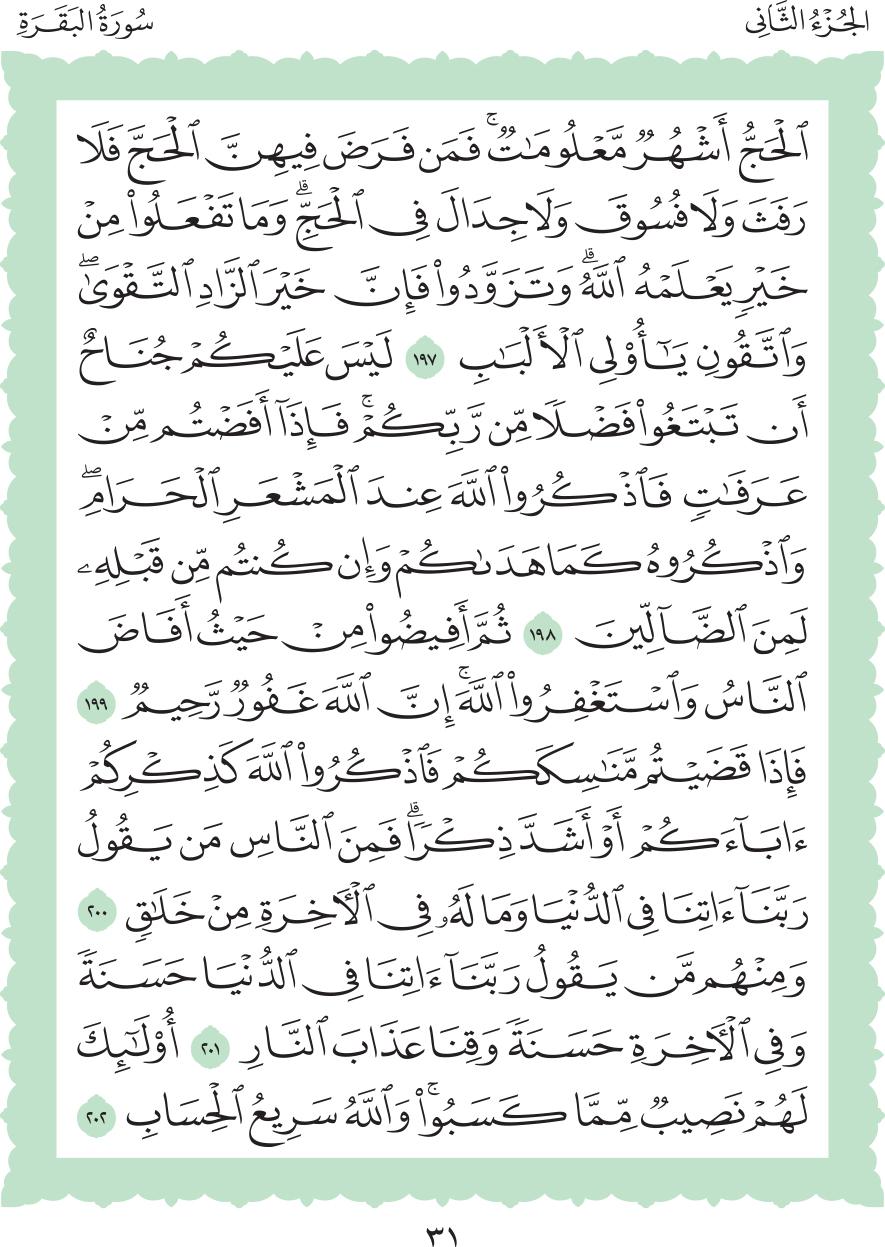 الجُزْءُ الثَّانِي
سُورَةُ البَقَرَةِ
ٱلْحَجُّ أَشْهُرٌ مَّعْلُومَٰتٌ ۚ فَمَن فَرَضَ فِيهِنَّ ٱلْحَجَّ فَلَا
رَفَثَ وَلَا فُسُوقَ وَلَا جِدَالَ فِى ٱلْحَجِّ ۗ وَمَا تَفْعَلُوا۟ مِنْ
خَيْرٍ يَعْلَمْهُ ٱللَّهُ ۗ وَتَزَوَّدُوا۟ فَإِنَّ خَيْرَ ٱلزَّادِ ٱلتَّقْوَىٰ ۖ
وَٱتَّقُونِ يَٰٓأُو۟لِى ٱلْأَلْبَٰبِ ١٩٧ لَيْسَ عَلَيْكُمْ جُنَاحٌ
أَن تَبْتَغُوا۟ فَضْلًا مِّن رَّبِّكُمْ ۚ فَإِذَآ أَفَضْتُم مِّنْ
عَرَفَٰتٍ فَٱذْكُرُوا۟ ٱللَّهَ عِندَ ٱلْمَشْعَرِ ٱلْحَرَامِ ۖ
وَٱذْكُرُوهُ كَمَا هَدَىٰكُمْ وَإِن كُنتُم مِّن قَبْلِهِۦ
لَمِنَ ٱلضَّآلِّينَ ١٩٨ ثُمَّ أَفِيضُوا۟ مِنْ حَيْثُ أَفَاضَ
ٱلنَّاسُ وَٱسْتَغْفِرُوا۟ ٱللَّهَ ۚ إِنَّ ٱللَّهَ غَفُورٌ رَّحِيمٌ ١٩٩
فَإِذَا قَضَيْتُم مَّنَٰسِكَكُمْ فَٱذْكُرُوا۟ ٱللَّهَ كَذِكْرِكُمْ
ءَابَآءَكُمْ أَوْ أَشَدَّ ذِكْرًا ۗ فَمِنَ ٱلنَّاسِ مَن يَقُولُ
رَبَّنَآ ءَاتِنَا فِى ٱلدُّنْيَا وَمَا لَهُۥ فِى ٱلْأَخِرَةِ مِنْ خَلَٰقٍ ٢٠٠
وَمِنْهُم مَّن يَقُولُ رَبَّنَآ ءَاتِنَا فِى ٱلدُّنْيَا حَسَنَةً
وَفِى ٱلْأَخِرَةِ حَسَنَةً وَقِنَا عَذَابَ ٱلنَّارِ ٢٠١ أُو۟لَٰٓئِكَ
لَهُمْ نَصِيبٌ مِّمَّا كَسَبُوا۟ ۚ وَٱللَّهُ سَرِيعُ ٱلْحِسَابِ ٢٠٢
٣١